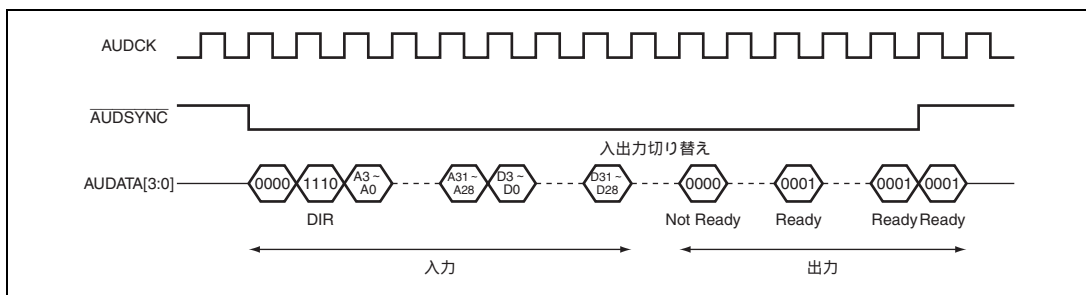 AUDCK
AUDSYNC
入出力切り替え
AUDATA[3:0]
0000 1110 A3～A0 A31～A28 D3～D0 D31～D28 0000 0001 0001 0001
DIR Not Ready Ready Ready Ready
入力 出力